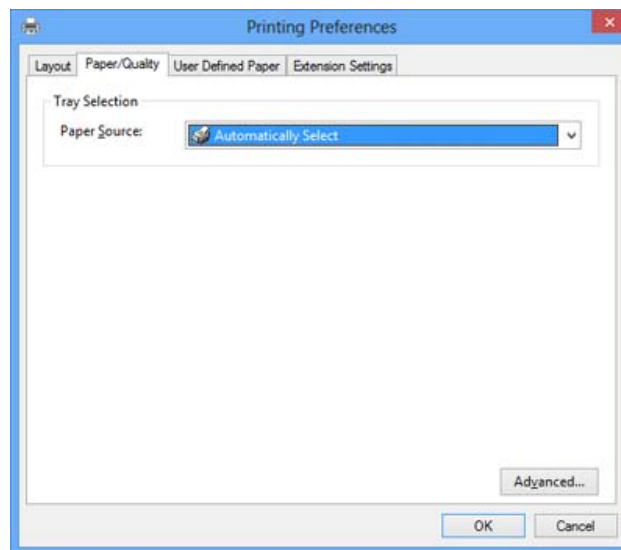 Printing Preferences
Layout Paper/Quality User Defined Paper Extension Settings
Tray Selection
Paper Source: Automatically Select
Advanced...
OK Cancel